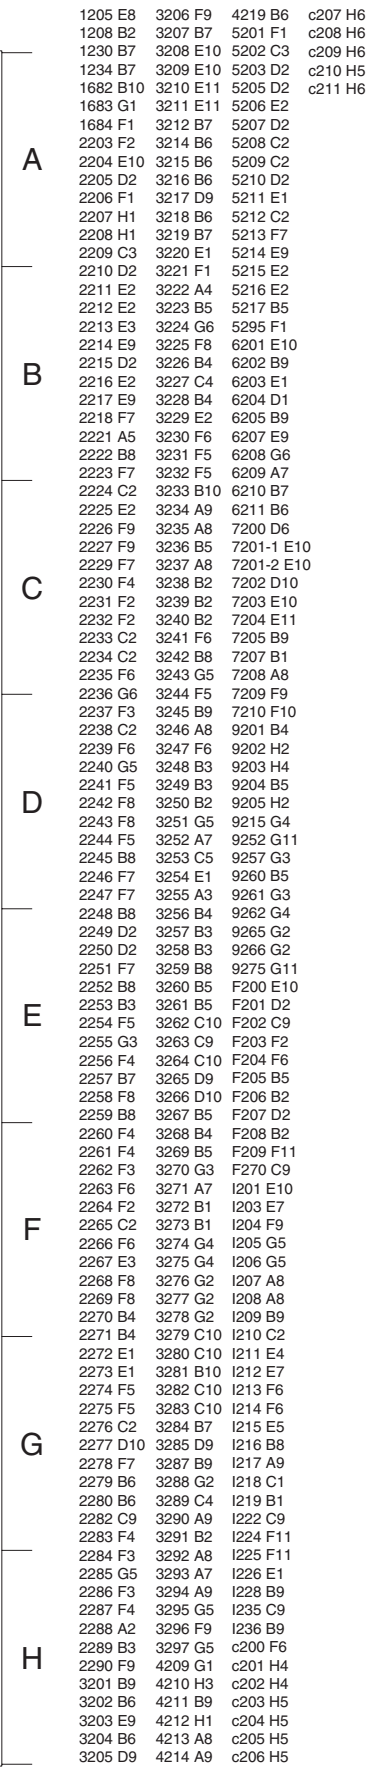 1205 E8 3206 F9 4219 B6 c207 H6
1208 B2 3207 B7 5201 F1 c208 H6
1230 B7 3208 E10 5202 C3 c209 H6
1234 B7 3209 E10 5203 D2 c210 H5
1682 B10 3210 E11 5205 D2 c211 H6
1683 G1 3211 E11 5206 E2
1684 F1 3212 B7 5207 D2
2203 F2 3214 B6 5208 C2
A 2204 E10 3215 B6 5209 C2
2205 D2 3216 B6 5210 D2
2206 F1 3217 D9 5211 E1
2207 H1 3218 B6 5212 C2
2208 H1 3219 B7 5213 F7
2209 C3 3220 E1 5214 E9
2210 D2 3221 F1 5215 E2
2211 E2 3222 A4 5216 E2
2212 E2 3223 B5 5217 B5
2213 E3 3224 G6 5295 F1
2214 E9 3225 F8 6201 E10
B 2215 D2 3226 B4 6202 B9
2216 E2 3227 C4 6203 E1
2217 E9 3228 B4 6204 D1
2218 F7 3229 E2 6205 B9
2221 A5 3230 F6 6207 E9
2222 B8 3231 F5 6208 G6
2223 F7 3232 F5 6209 A7
2224 C2 3233 B10 6210 B7
2225 E2 3234 A9 6211 B6
2226 F9 3235 A8 7200 D6
2227 F9 3236 B5 7201-1 E10
2229 F7 3237 A8 7201-2 E10
C 2230 F4 3238 B2 7202 D10
2231 F2 3239 B2 7203 E10
2232 F2 3240 B2 7204 E11
2233 C2 3241 F6 7205 B9
2234 C2 3242 B8 7207 B1
2235 F6 3243 G5 7208 A8
2236 G6 3244 F5 7209 F9
2237 F3 3245 B9 7210 F10
2238 C2 3246 A8 9201 B4
2239 F6 3247 F6 9202 H2
2240 G5 3248 B3 9203 H4
2241 F5 3249 B3 9204 B5
2242 F8 3250 B2 9205 H2
D 2243 F8 3251 G5 9215 G4
2244 F5 3252 A7 9252 G11
2245 B8 3253 C5 9257 G3
2246 F7 3254 E1 9260 B5
2247 F7 3255 A3 9261 G3
2248 B8 3256 B4 9262 G4
2249 D2 3257 B3 9265 G2
2250 D2 3258 B3 9266 G2
2251 F7 3259 B8 9275 G11
2252 B8 3260 B5 F200 E10
2253 B3 3261 B5 F201 D2
E 2254 F5 3262 C10 F202 C9
2255 G3 3263 C9 F203 F2
2256 F4 3264 C10 F204 F6
2257 B7 3265 D9 F205 B5
2258 F8 3266 D10 F206 B2
2259 B8 3267 B5 F207 D2
2260 F4 3268 B4 F208 B2
2261 F4 3269 B5 F209 F11
2262 F3 3270 G3 F270 C9
2263 F6 3271 A7 I201 E10
2264 F2 3272 B1 I203 E7
F 2265 C2 3273 B1 I204 F9
2266 F6 3274 G4 I205 G5
2267 E3 3275 G4 I206 G5
2268 F8 3276 G2 I207 A8
2269 F8 3277 G2 I208 A8
2270 B4 3278 G2 I209 B9
2271 B4 3279 C10 I210 C2
2272 E1 3280 C10 I211 E4
2273 E1 3281 B10 I212 E7
2274 F5 3282 C10 I213 F6
2275 F5 3283 C10 I214 F6
2276 C2 3284 B7 I215 E5
G 2277 D10 3285 D9 I216 B8
2278 F7 3287 B9 I217 A9
2279 B6 3288 G2 I218 C1
2280 B6 3289 C4 I219 B1
2282 C9 3290 A9 I222 C9
2283 F4 3291 B2 I224 F11
2284 F3 3292 A8 I225 F11
2285 G5 3293 A7 I226 E1
2286 F3 3294 A9 I228 B9
2287 F4 3295 G5 I235 C9
2288 A2 3296 F9 I236 B9
2289 B3 3297 G5 c200 F6
H 2290 F9 4209 G1 c201 H4
3201 B9 4210 H3 c202 H4
3202 B6 4211 B9 c203 H5
3203 E9 4212 H1 c204 H5
3204 B6 4213 A8 c205 H5
3205 D9 4214 A9 c206 H5